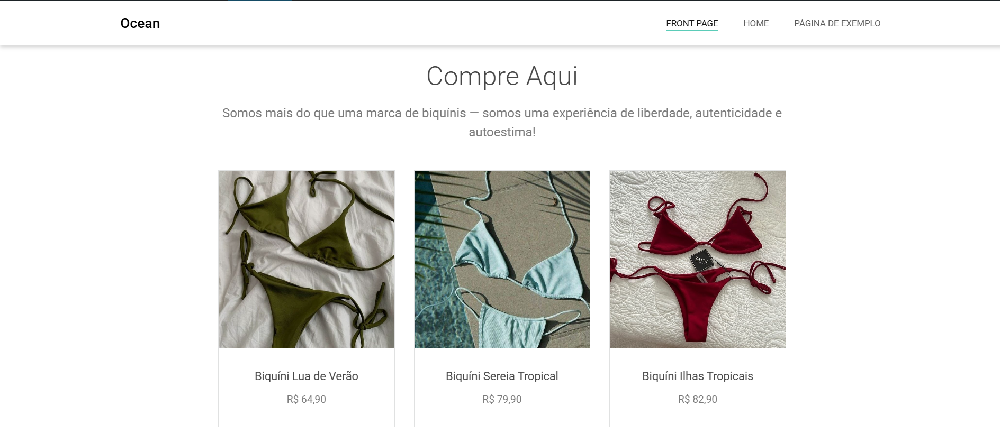 Ocean
FRONT PAGE
HOME
PÁGINA DE EXEMPLO
Compre Aqui
Somos mais do que uma marca de biquínis — somos uma experiência de liberdade, autenticidade e
autoestima!
ZAFUL
Biquíni Lua de Verão
Biquíni Sereia Tropical
Biquíni Ilhas Tropicais
R$ 64,90
R$ 79,90
R$ 82,90